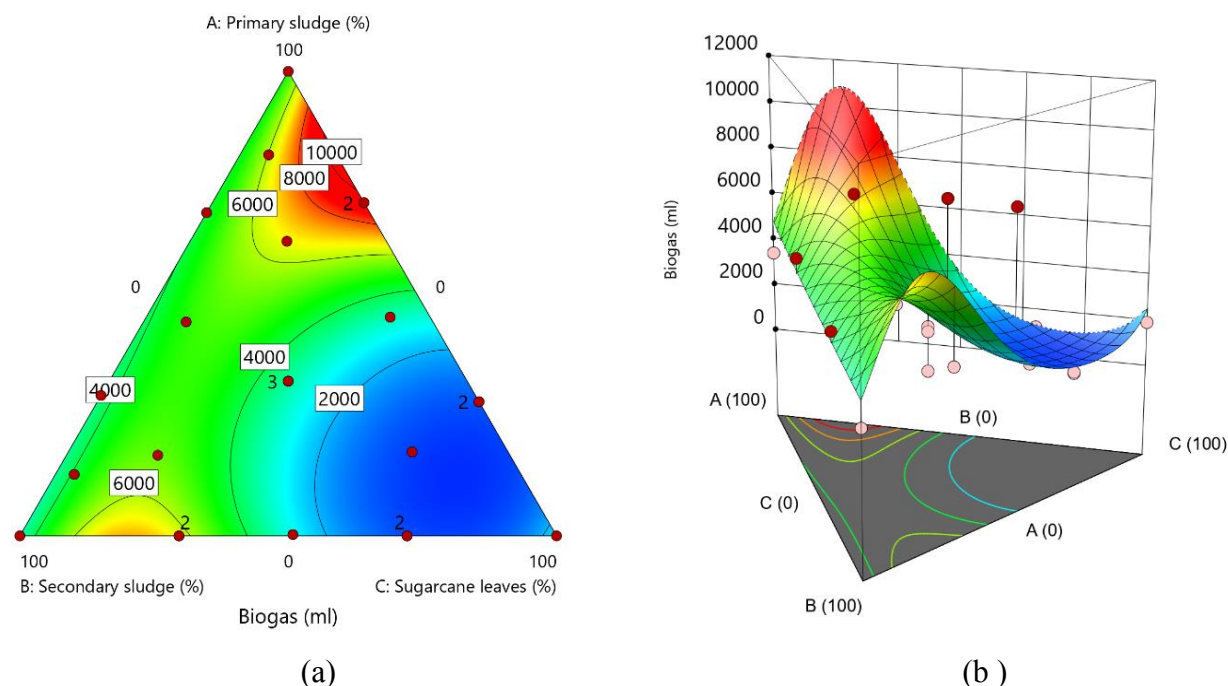 A: Primary sludge (%)
100
10000
8000
2
6000
0
0
4000
3
4000
2000
2
6000
2
2
100
0
100
B: Secondary sludge (%)
C: Sugarcane leaves (%)
Biogas (ml)
(a)
12000
10000
8000
6000
4000
2000
0
Biogas (ml)
A (100)
B (0)
C (100)
C (0)
A (0)
B (100)
(b )